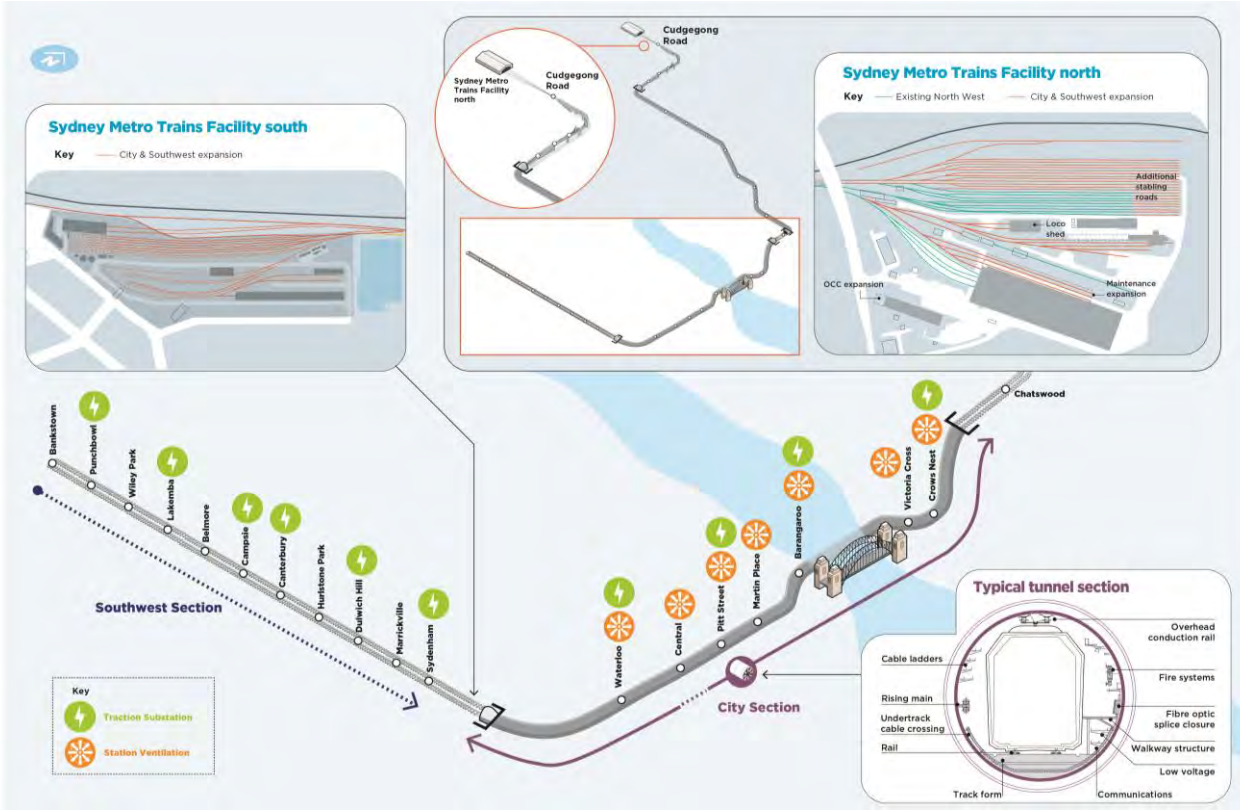 Sydney Metro Trains Facility south
Key
City & Southwest expansion
Cudgegong
Road
Sydney Metro
Trains Facility
north
Cudgegong
Road
Sydney Metro Trains Facility north
Key
Existing North West
City & Southwest expansion
Additional
stabling
roads
Loco
shed
OCC expansion
Maintenance
expansion
Bankstown
Punchbowl
Wiley Park
Lakemba
Belmore
Campsie
Canterbury
Hurlstone Park
Dulwich Hill
Marrickville
Sydenham
Waterloo
Central
Pitt Street
Martin Place
Barangaroo
Victoria Cross
Crows Nest
Chatswood
Southwest Section
City Section
Key
Traction Substation
Station Ventilation
Typical tunnel section
Overhead
conduction rail
Cable ladders
Fire systems
Rising main
Fibre optic
splice closure
Undertrack
cable crossing
Walkway structure
Rail
Low voltage
Track form
Communications